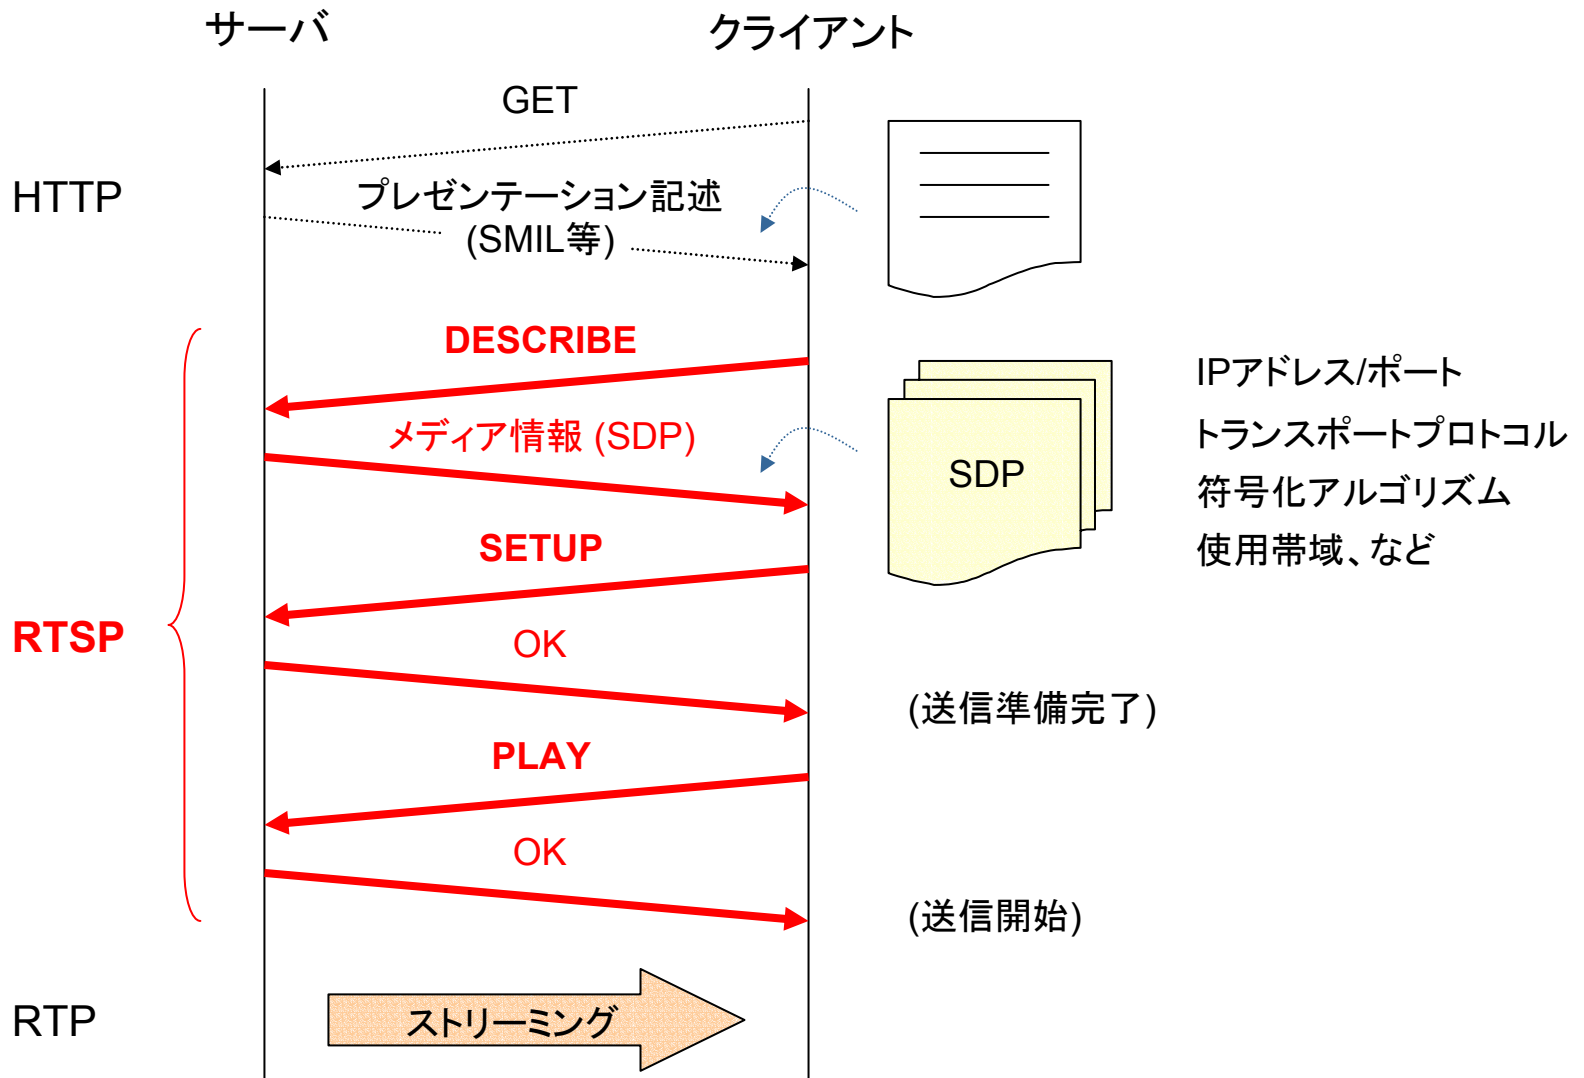 サーバ
クライアント
GET
HTTP
プレゼンテーション記述
(SMIL等)
DESCRIBE
メディア情報 (SDP)
SDP
IPアドレス/ポート
トランスポートプロトコル
符号化アルゴリズム
使用帯域、など
SETUP
RTSP
OK
(送信準備完了)
PLAY
OK
(送信開始)
RTP
ストリーミング